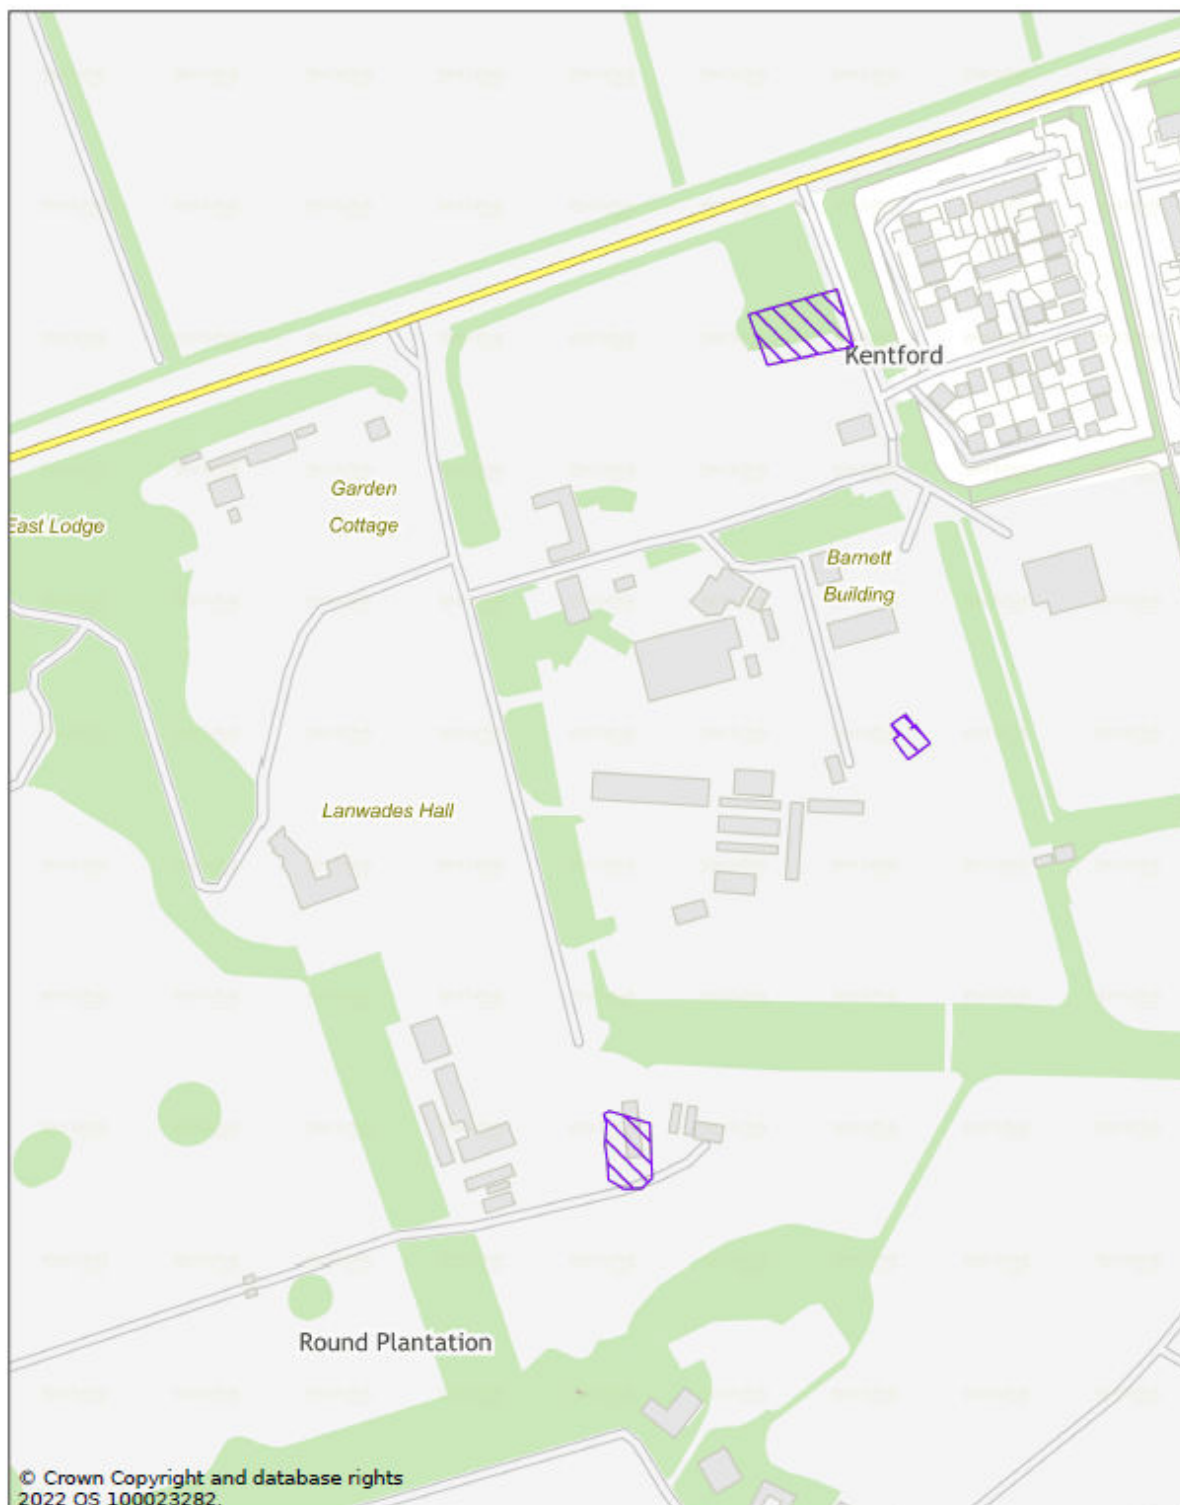 Kentford
Garden
Cottage
East Lodge
Barnett
Building
Lanwades Hall
Round Plantation
© Crown Copyright and database rights
2022 OS 100023282.